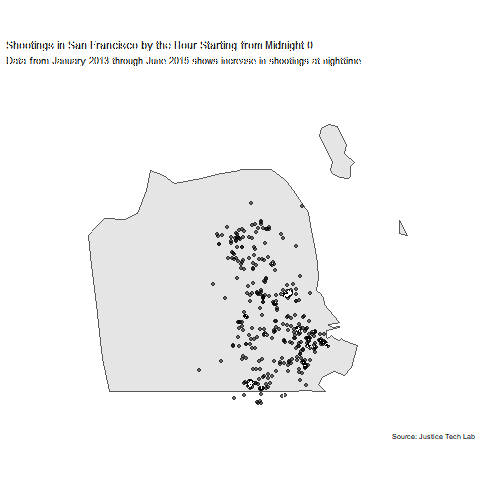 Shootings in San Francisco by the Hour Starting from Midnight 0
Data from January 2013 through June 2015 shows increase in shootings at nighttime
Source: Justice Tech Lab